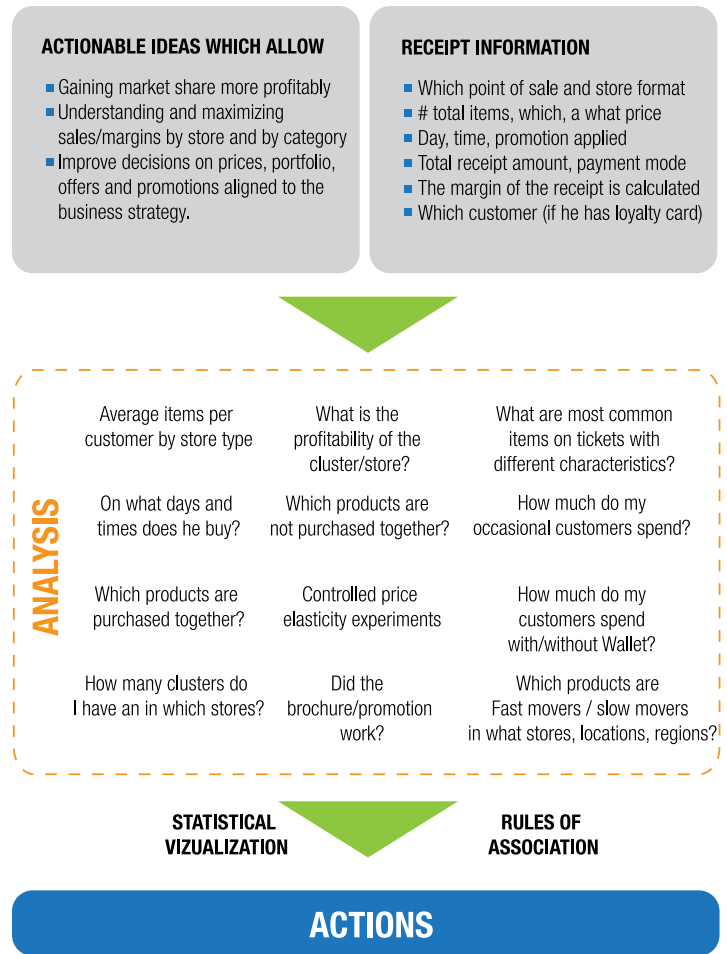 ACTIONABLE IDEAS WHICH ALLOW
Gaining market share more profitably
Understanding and maximizing
sales/margins by store and by category
Improve decisions on prices, portfolio,
offers and promotions aligned to the
business strategy.
RECEIPT INFORMATION
Which point of sale and store format
# total items, which, a what price
Day, time, promotion applied
Total receipt amount, payment mode
The margin of the receipt is calculated
Which customer (if he has loyalty card)
ANALYSIS
Average items per
customer by store type
What is the
profitability of the
cluster/store?
What are most common
items on tickets with
different characteristics?
On what days and
times does he buy?
Which products are
not purchased together?
How much do my
occasional customers spend?
Which products are
purchased together?
Controlled price
elasticity experiments
How much do my
customers spend
with/without Wallet?
How many clusters do
I have an in which stores?
Did the
brochure/promotion
work?
Which products are
Fast movers / slow movers
in what stores, locations, regions?
STATISTICAL
VIZUALIZATION
RULES OF
ASSOCIATION
ACTIONS